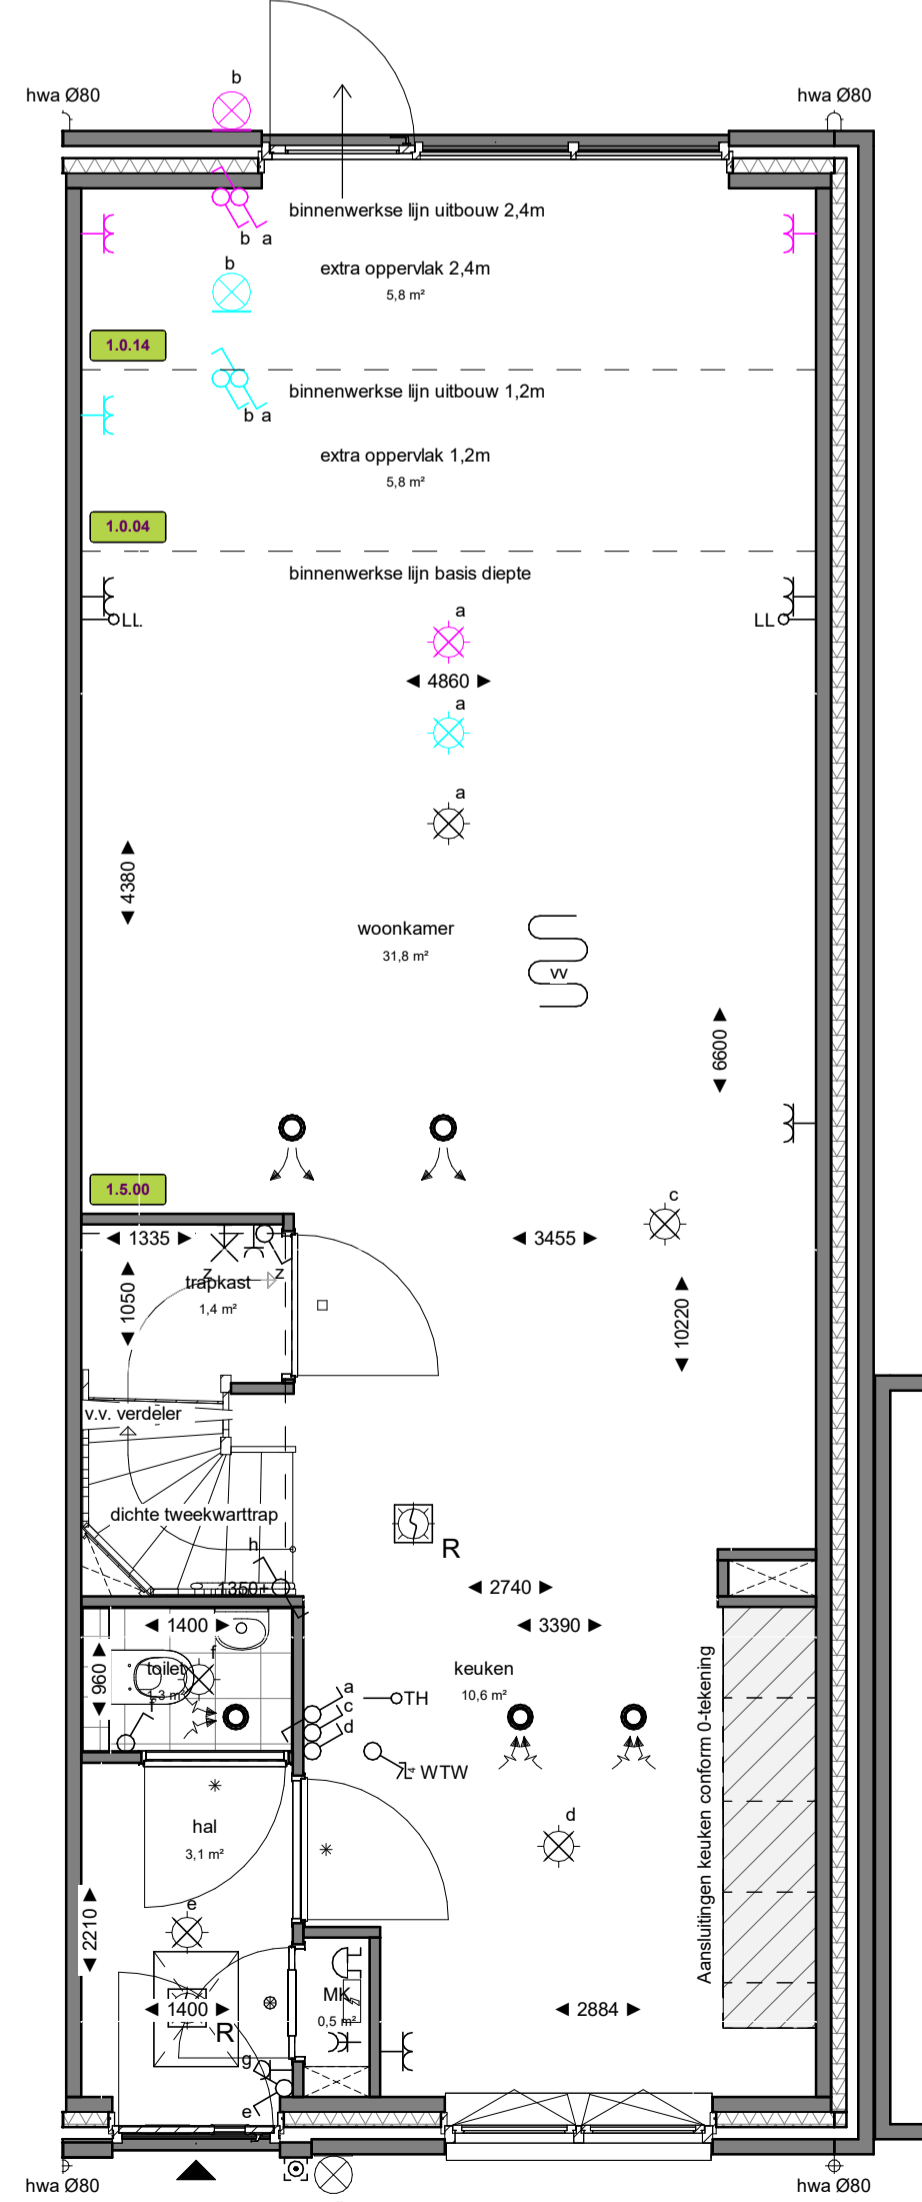 b
hwa Ø80
hwa Ø80
binnenwerkse lijn uitbouw 2,4m
b a
extra oppervlak 2,4m
b
5,8 m²
1.0.14
binnenwerkse lijn uitbouw 1,2m
b a
extra oppervlak 1,2m
5,8 m²
1.0.04
binnenwerkse lijn basis diepte
LL
LL
a
4860
a
a
4380
woonkamer
31,8 m²
vv
6600
1.5.00
c
1335
3455
z
z
trapkast
1,4 m²
1050
10220
v.v. verdeler
dichte tweekwarttrap
R
h
1350+
2740
1400
3390
f
960
toilet
1,3 m²
keuken
10,6 m²
f
a
c
d
TH
WTW
Aansluitingen keuken conform 0-tekening
hal
3,1 m²
d
e
2210
MK
0,5 m²
1400
2884
R
g
e
hwa Ø80
hwa Ø80